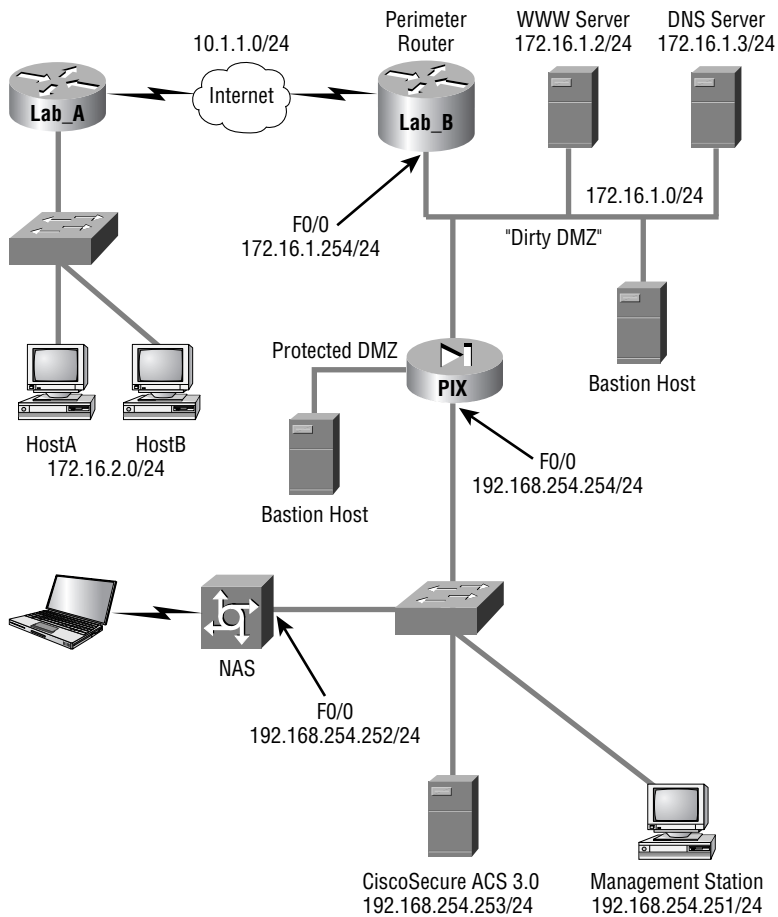 10.1.1.0/24
Perimeter
Router
WWW Server
172.16.1.2/24
DNS Server
172.16.1.3/24
Lab_A
Internet
Lab_B
172.16.1.0/24
F0/0
172.16.1.254/24
"Dirty DMZ"
Bastion Host
Protected DMZ
PIX
HostA
HostB
172.16.2.0/24
Bastion Host
F0/0
192.168.254.254/24
NAS
F0/0
192.168.254.252/24
CiscoSecure ACS 3.0
192.168.254.253/24
Management Station
192.168.254.251/24